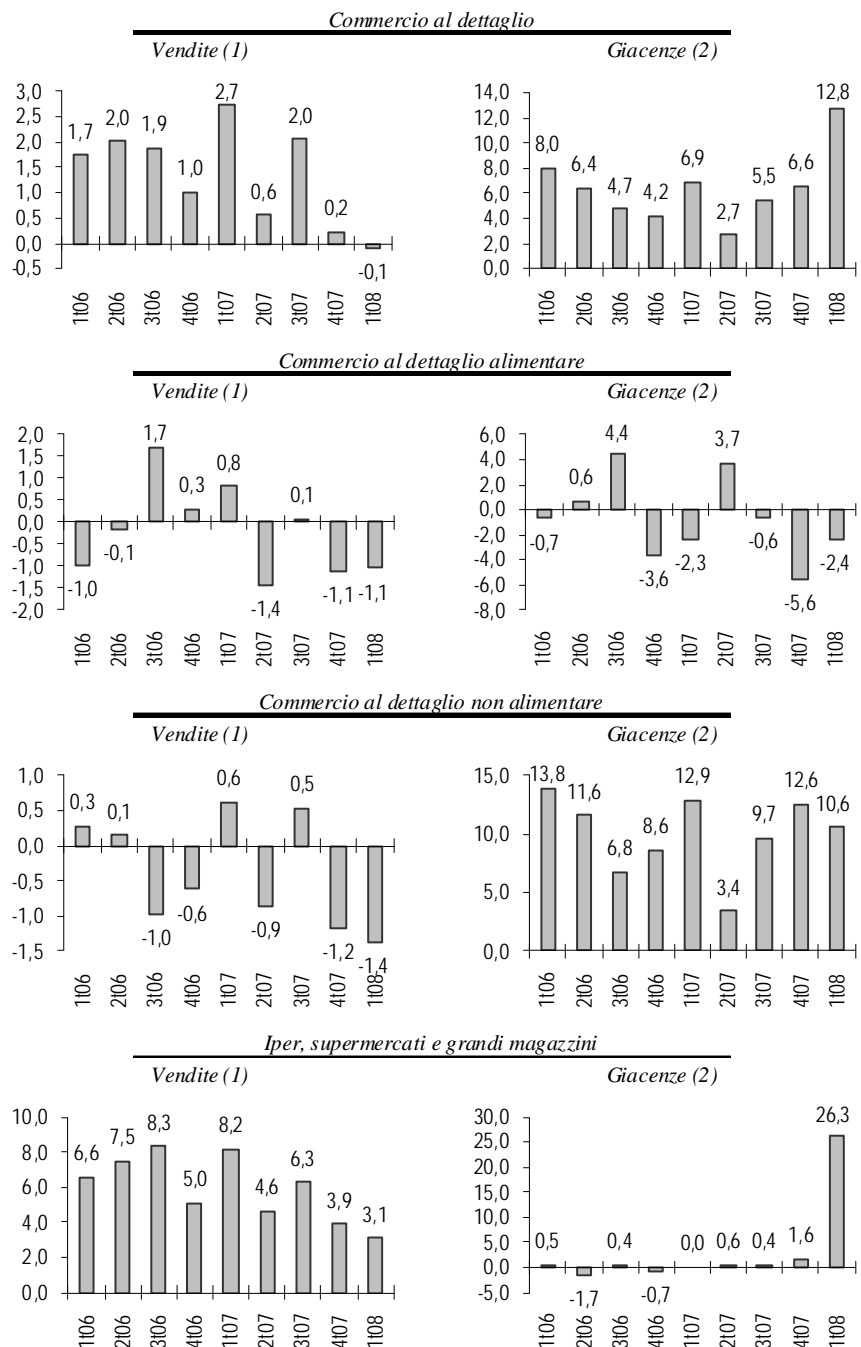 Commercio al dettaglio
Vendite (1)
3,0
2,5
2,0
1,5
1,0
0,5
0,0
-0,5
1,7
2,0
1,9
1,0
2,7
0,6
2,0
0,2
-0,1
1t06
2t06
3t06
4t06
1t07
2t07
3t07
4t07
1t08
Giacenze (2)
14,0
12,0
10,0
8,0
6,0
4,0
2,0
0,0
8,0
6,4
4,7
4,2
6,9
2,7
5,5
6,6
12,8
1t06
2t06
3t06
4t06
1t07
2t07
3t07
4t07
1t08
Commercio al dettaglio alimentare
Vendite (1)
2,0
1,5
1,0
0,5
0,0
-0,5
-1,0
-1,5
-2,0
-1,0
-0,1
1,7
0,3
0,8
-1,4
0,1
-1,1
-1,1
1t06
2t06
3t06
4t06
1t07
2t07
3t07
4t07
1t08
Giacenze (2)
6,0
4,0
2,0
0,0
-2,0
-4,0
-6,0
-8,0
-0,7
0,6
4,4
-3,6
-2,3
3,7
-0,6
-5,6
-2,4
1t06
2t06
3t06
4t06
1t07
2t07
3t07
4t07
1t08
Commercio al dettaglio non alimentare
Vendite (1)
1,0
0,5
0,0
-0,5
-1,0
-1,5
0,3
0,1
-1,0
-0,6
0,6
-0,9
0,5
-1,2
-1,4
1t06
2t06
3t06
4t06
1t07
2t07
3t07
4t07
1t08
Giacenze (2)
15,0
10,0
5,0
0,0
13,8
11,6
6,8
8,6
12,9
3,4
9,7
12,6
10,6
1t06
2t06
3t06
4t06
1t07
2t07
3t07
4t07
1t08
Iper, supermercati e grandi magazzini
Vendite (1)
10,0
8,0
6,0
4,0
2,0
0,0
6,6
7,5
8,3
5,0
8,2
4,6
6,3
3,9
3,1
1t06
2t06
3t06
4t06
1t07
2t07
3t07
4t07
1t08
Giacenze (2)
30,0
25,0
20,0
15,0
10,0
5,0
0,0
-5,0
0,5
-1,7
0,4
-0,7
0,0
0,6
0,4
1,6
26,3
1t06
2t06
3t06
4t06
1t07
2t07
3t07
4t07
1t08